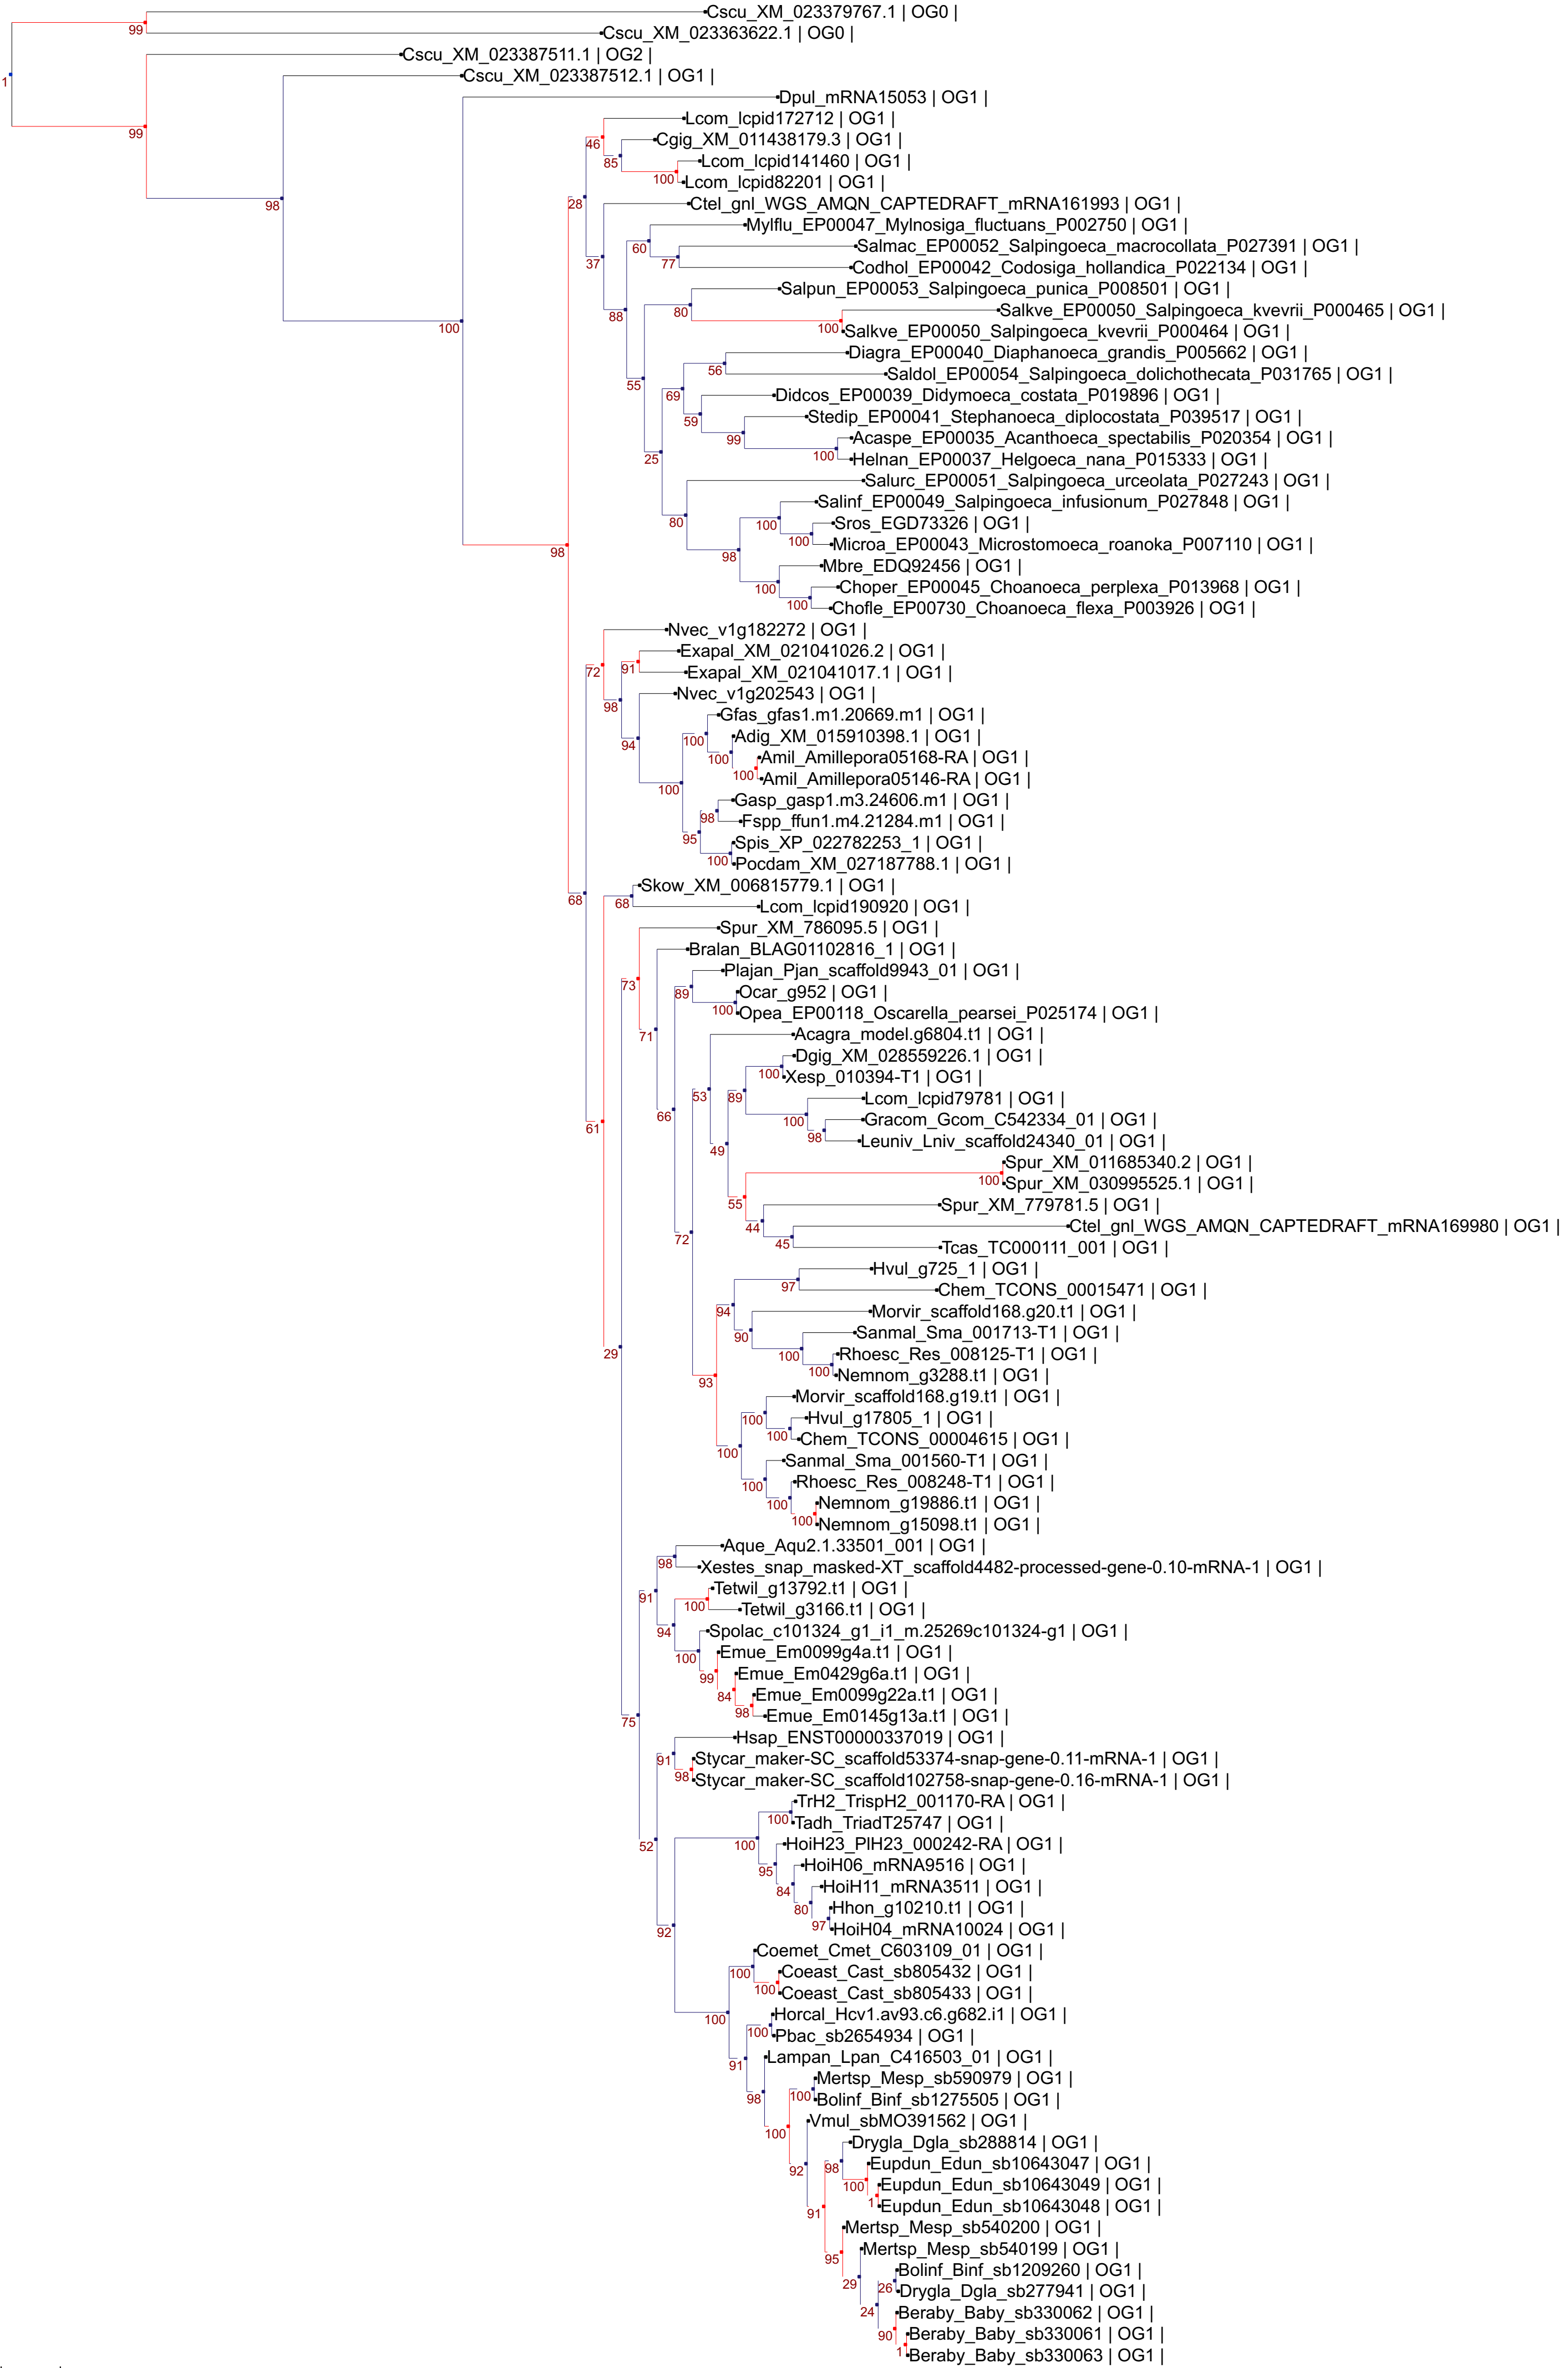 Cscu_XM_023379767.1 | OG0 |
99
Cscu_XM_023363622.1 | OG0 |
Cscu_XM_023387511.1 | OG2 |
1
Cscu_XM_023387512.1 | OG1 |
Dpul_mRNA15053 | OG1 |
Lcom_lcpid172712 | OG1 |
99
Cgig_XM_011438179.3 | OG1 |
46
85
Lcom_lcpid141460 | OG1 |
100
Lcom_lcpid82201 | OG1 |
98
28
Ctel_gnl_WGS_AMQN_CAPTEDRAFT_mRNA161993 | OG1 |
Mylflu_EP00047_Mylnosiga_fluctuans_P002750 | OG1 |
60
Salmac_EP00052_Salpingoeca_macrocollata_P027391 | OG1 |
37
77
Codhol_EP00042_Codosiga_hollandica_P022134 | OG1 |
Salpun_EP00053_Salpingoeca_punica_P008501 | OG1 |
88
80
Salkve_EP00050_Salpingoeca_kvevrii_P000465 | OG1 |
100
100
Salkve_EP00050_Salpingoeca_kvevrii_P000464 | OG1 |
Diagra_EP00040_Diaphanoeca_grandis_P005662 | OG1 |
56
Saldol_EP00054_Salpingoeca_dolichothecata_P031765 | OG1 |
55
69
Didcos_EP00039_Didymoeca_costata_P019896 | OG1 |
59
Stedip_EP00041_Stephanoeca_diplocostata_P039517 | OG1 |
99
Acaspe_EP00035_Acanthoeca_spectabilis_P020354 | OG1 |
25
100
Helnan_EP00037_Helgoeca_nana_P015333 | OG1 |
Salurc_EP00051_Salpingoeca_urceolata_P027243 | OG1 |
80
Salinf_EP00049_Salpingoeca_infusionum_P027848 | OG1 |
100
Sros_EGD73326 | OG1 |
98
98
100
Microa_EP00043_Microstomoeca_roanoka_P007110 | OG1 |
Mbre_EDQ92456 | OG1 |
100
Choper_EP00045_Choanoeca_perplexa_P013968 | OG1 |
100
Chofle_EP00730_Choanoeca_flexa_P003926 | OG1 |
Nvec_v1g182272 | OG1 |
72
91
Exapal_XM_021041026.2 | OG1 |
Exapal_XM_021041017.1 | OG1 |
98
Nvec_v1g202543 | OG1 |
Gfas_gfas1.m1.20669.m1 | OG1 |
94
100
Adig_XM_015910398.1 | OG1 |
100
Amil_Amillepora05168-RA | OG1 |
100
100
Amil_Amillepora05146-RA | OG1 |
Gasp_gasp1.m3.24606.m1 | OG1 |
98
Fspp_ffun1.m4.21284.m1 | OG1 |
95
Spis_XP_022782253_1 | OG1 |
100
Pocdam_XM_027187788.1 | OG1 |
Skow_XM_006815779.1 | OG1 |
68
68
Lcom_lcpid190920 | OG1 |
Spur_XM_786095.5 | OG1 |
Bralan_BLAG01102816_1 | OG1 |
73
Plajan_Pjan_scaffold9943_01 | OG1 |
89
Ocar_g952 | OG1 |
100
Opea_EP00118_Oscarella_pearsei_P025174 | OG1 |
71
Acagra_model.g6804.t1 | OG1 |
Dgig_XM_028559226.1 | OG1 |
100
Xesp_010394-T1 | OG1 |
53
89
Lcom_lcpid79781 | OG1 |
61
66
100
Gracom_Gcom_C542334_01 | OG1 |
98
49
Leuniv_Lniv_scaffold24340_01 | OG1 |
Spur_XM_011685340.2 | OG1 |
100
Spur_XM_030995525.1 | OG1 |
55
Spur_XM_779781.5 | OG1 |
44
Ctel_gnl_WGS_AMQN_CAPTEDRAFT_mRNA169980 | OG1 |
72
45
Tcas_TC000111_001 | OG1 |
Hvul_g725_1 | OG1 |
97
Chem_TCONS_00015471 | OG1 |
94
Morvir_scaffold168.g20.t1 | OG1 |
90
Sanmal_Sma_001713-T1 | OG1 |
29
100
Rhoesc_Res_008125-T1 | OG1 |
100
93
Nemnom_g3288.t1 | OG1 |
Morvir_scaffold168.g19.t1 | OG1 |
100
Hvul_g17805_1 | OG1 |
100
Chem_TCONS_00004615 | OG1 |
100
Sanmal_Sma_001560-T1 | OG1 |
100
Rhoesc_Res_008248-T1 | OG1 |
100
Nemnom_g19886.t1 | OG1 |
100
Nemnom_g15098.t1 | OG1 |
Aque_Aqu2.1.33501_001 | OG1 |
98
Xestes_snap_masked-XT_scaffold4482-processed-gene-0.10-mRNA-1 | OG1 |
91
Tetwil_g13792.t1 | OG1 |
100
Tetwil_g3166.t1 | OG1 |
94
Spolac_c101324_g1_i1_m.25269c101324-g1 | OG1 |
100
Emue_Em0099g4a.t1 | OG1 |
99
Emue_Em0429g6a.t1 | OG1 |
84
Emue_Em0099g22a.t1 | OG1 |
98
Emue_Em0145g13a.t1 | OG1 |
75
Hsap_ENST00000337019 | OG1 |
91
Stycar_maker-SC_scaffold53374-snap-gene-0.11-mRNA-1 | OG1 |
98
Stycar_maker-SC_scaffold102758-snap-gene-0.16-mRNA-1 | OG1 |
TrH2_TrispH2_001170-RA | OG1 |
100
Tadh_TriadT25747 | OG1 |
52
100
HoiH23_PlH23_000242-RA | OG1 |
95
HoiH06_mRNA9516 | OG1 |
84
HoiH11_mRNA3511 | OG1 |
80
Hhon_g10210.t1 | OG1 |
92
97
HoiH04_mRNA10024 | OG1 |
Coemet_Cmet_C603109_01 | OG1 |
100
Coeast_Cast_sb805432 | OG1 |
100
Coeast_Cast_sb805433 | OG1 |
100
Horcal_Hcv1.av93.c6.g682.i1 | OG1 |
100
Pbac_sb2654934 | OG1 |
91
Lampan_Lpan_C416503_01 | OG1 |
98
Mertsp_Mesp_sb590979 | OG1 |
100
Bolinf_Binf_sb1275505 | OG1 |
100
Vmul_sbMO391562 | OG1 |
Drygla_Dgla_sb288814 | OG1 |
92
98
Eupdun_Edun_sb10643047 | OG1 |
100
Eupdun_Edun_sb10643049 | OG1 |
1
91
Eupdun_Edun_sb10643048 | OG1 |
Mertsp_Mesp_sb540200 | OG1 |
95
Mertsp_Mesp_sb540199 | OG1 |
29
Bolinf_Binf_sb1209260 | OG1 |
26
Drygla_Dgla_sb277941 | OG1 |
24
Beraby_Baby_sb330062 | OG1 |
90
Beraby_Baby_sb330061 | OG1 |
1
Beraby_Baby_sb330063 | OG1 |